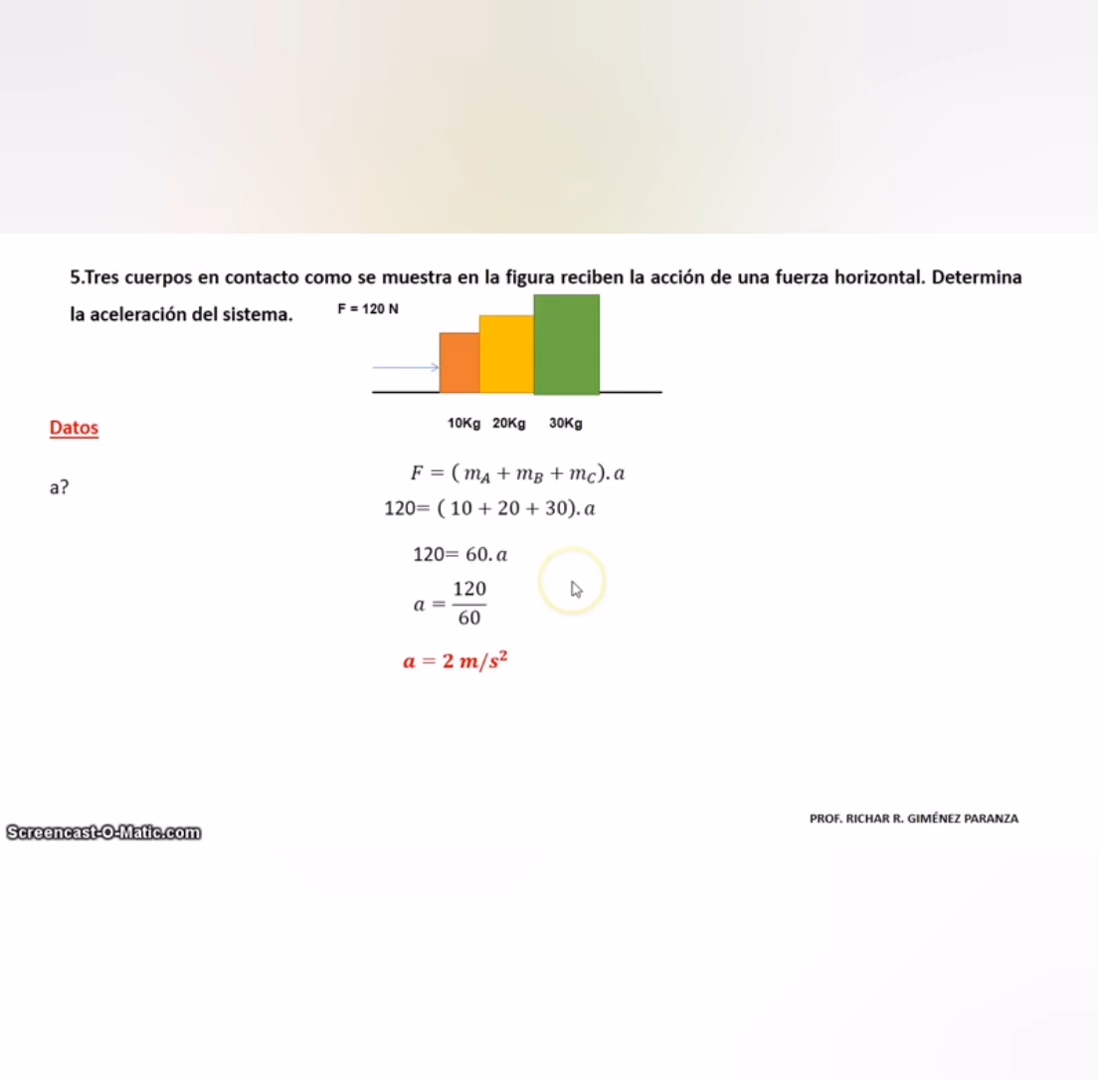 5.Tres cuerpos en contacto como se muestra en la figura reciben la acción de una fuerza horizontal. Determina
la aceleración del sistema.
F = 120 N
10Kg 20Kg 30Kg
Datos
a?
F = ( m_A + m_B + m_C). a
120= ( 10 + 20 + 30). a
120= 60. a
a = 120/60
a = 2 m/s²
PROF. RICHAR R. GIMÉNEZ PARANZA
Screencast-O-Matic.com